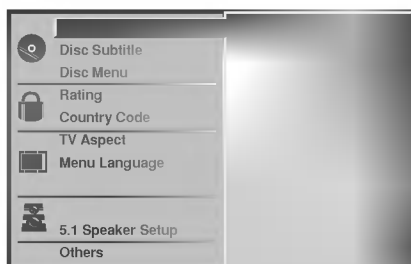 Disc Subtitle
Disc Menu
Rating
Country Code
TV Aspect
Menu Language
5.1 Speaker Setup
Others